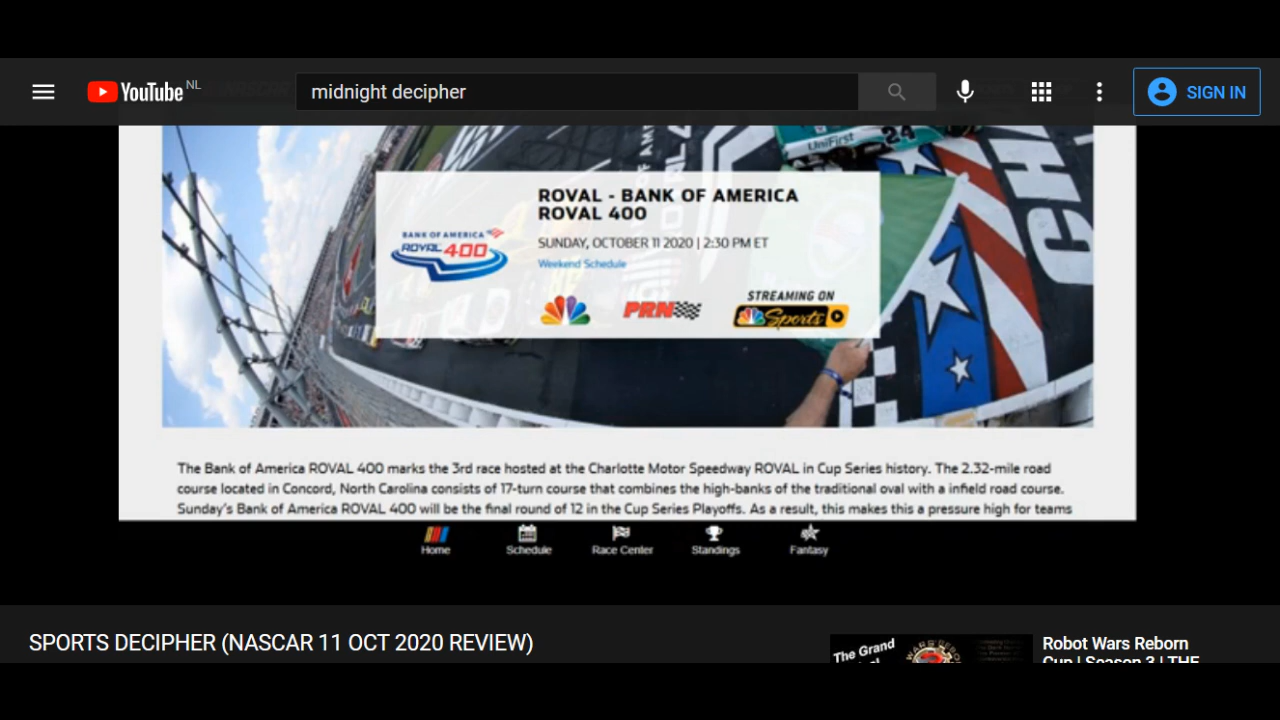 YouTube NL
midnight decipher
SIGN IN
24
UniFirst
ROVAL - BANK OF AMERICA
ROVAL 400
SUNDAY, OCTOBER 11 2020 | 2:30 PM ET
Weekend Schedule
BANK OF AMERICA
ROVAL 400
PRN
STREAMING ON
Sports
The Bank of America ROVAL 400 marks the 3rd race hosted at the Charlotte Motor Speedway ROVAL in Cup Series history. The 2.32-mile road
course located in Concord, North Carolina consists of 17-turn course that combines the high-banks of the traditional oval with a infield road course.
Sunday's Bank of America ROVAL 400 will be the final round of 12 in the Cup Series Playoffs. As a result, this makes this a pressure high for teams
Home
Schedule
Race Center
Standings
Fantasy
SPORTS DECIPHER (NASCAR 11 OCT 2020 REVIEW)
The Grand
Robot Wars Reborn
Cup | Season 3 | THE